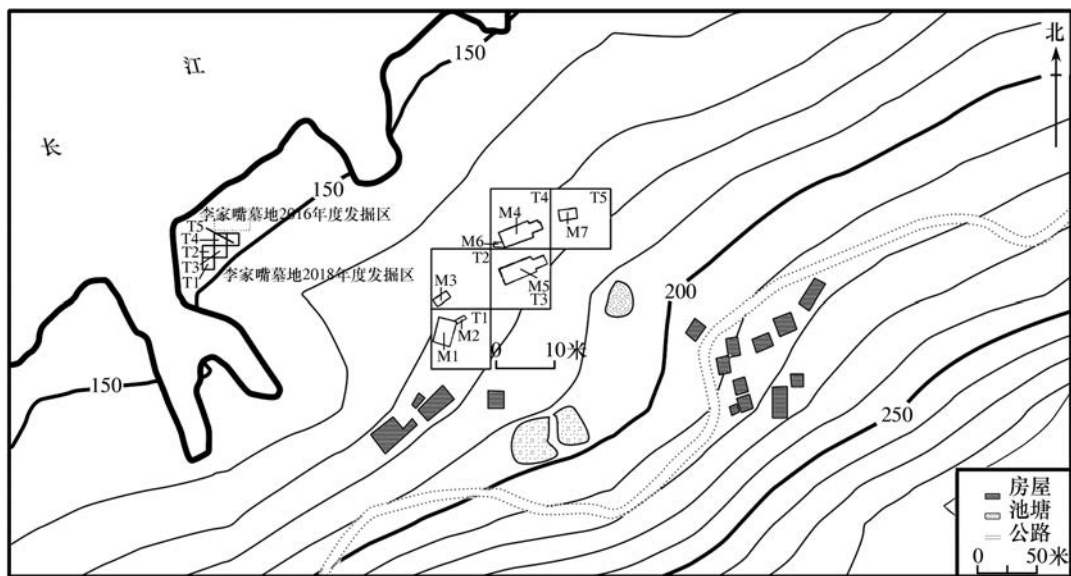 北
150
江
长
150
李家嘴墓地2016年度发掘区
T5
T4
T2
T3
T1
李家嘴墓地2018年度发掘区
T4
T5
M4
M7
M6
T2
M3
M5
T3
T1
M2
M1
0
10米
200
150
250
房屋
池塘
公路
0
50米